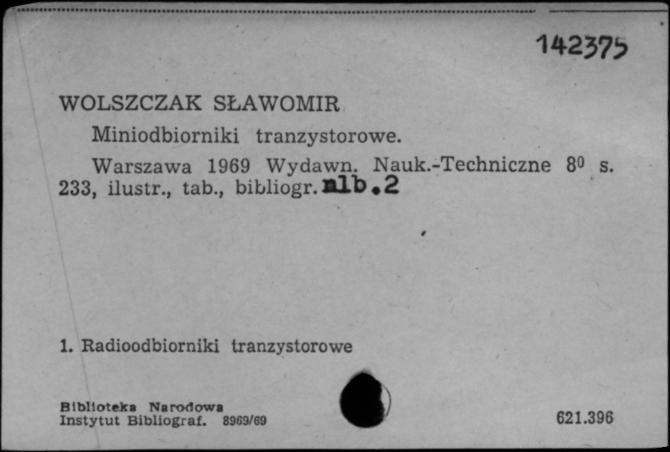 142375
WOLSZCZAK SŁAWOMIR
Miniodbiorniki tranzystorowe.
Warszawa 1969 Wydawn. Nauk.-Techniczne 8⁰ s.
233, ilustr., tab., bibliogr. nlb.2
1. Radioodbiorniki tranzystorowe
Biblioteka Narodowa
Instytut Bibliograf. 8969/69
621.396